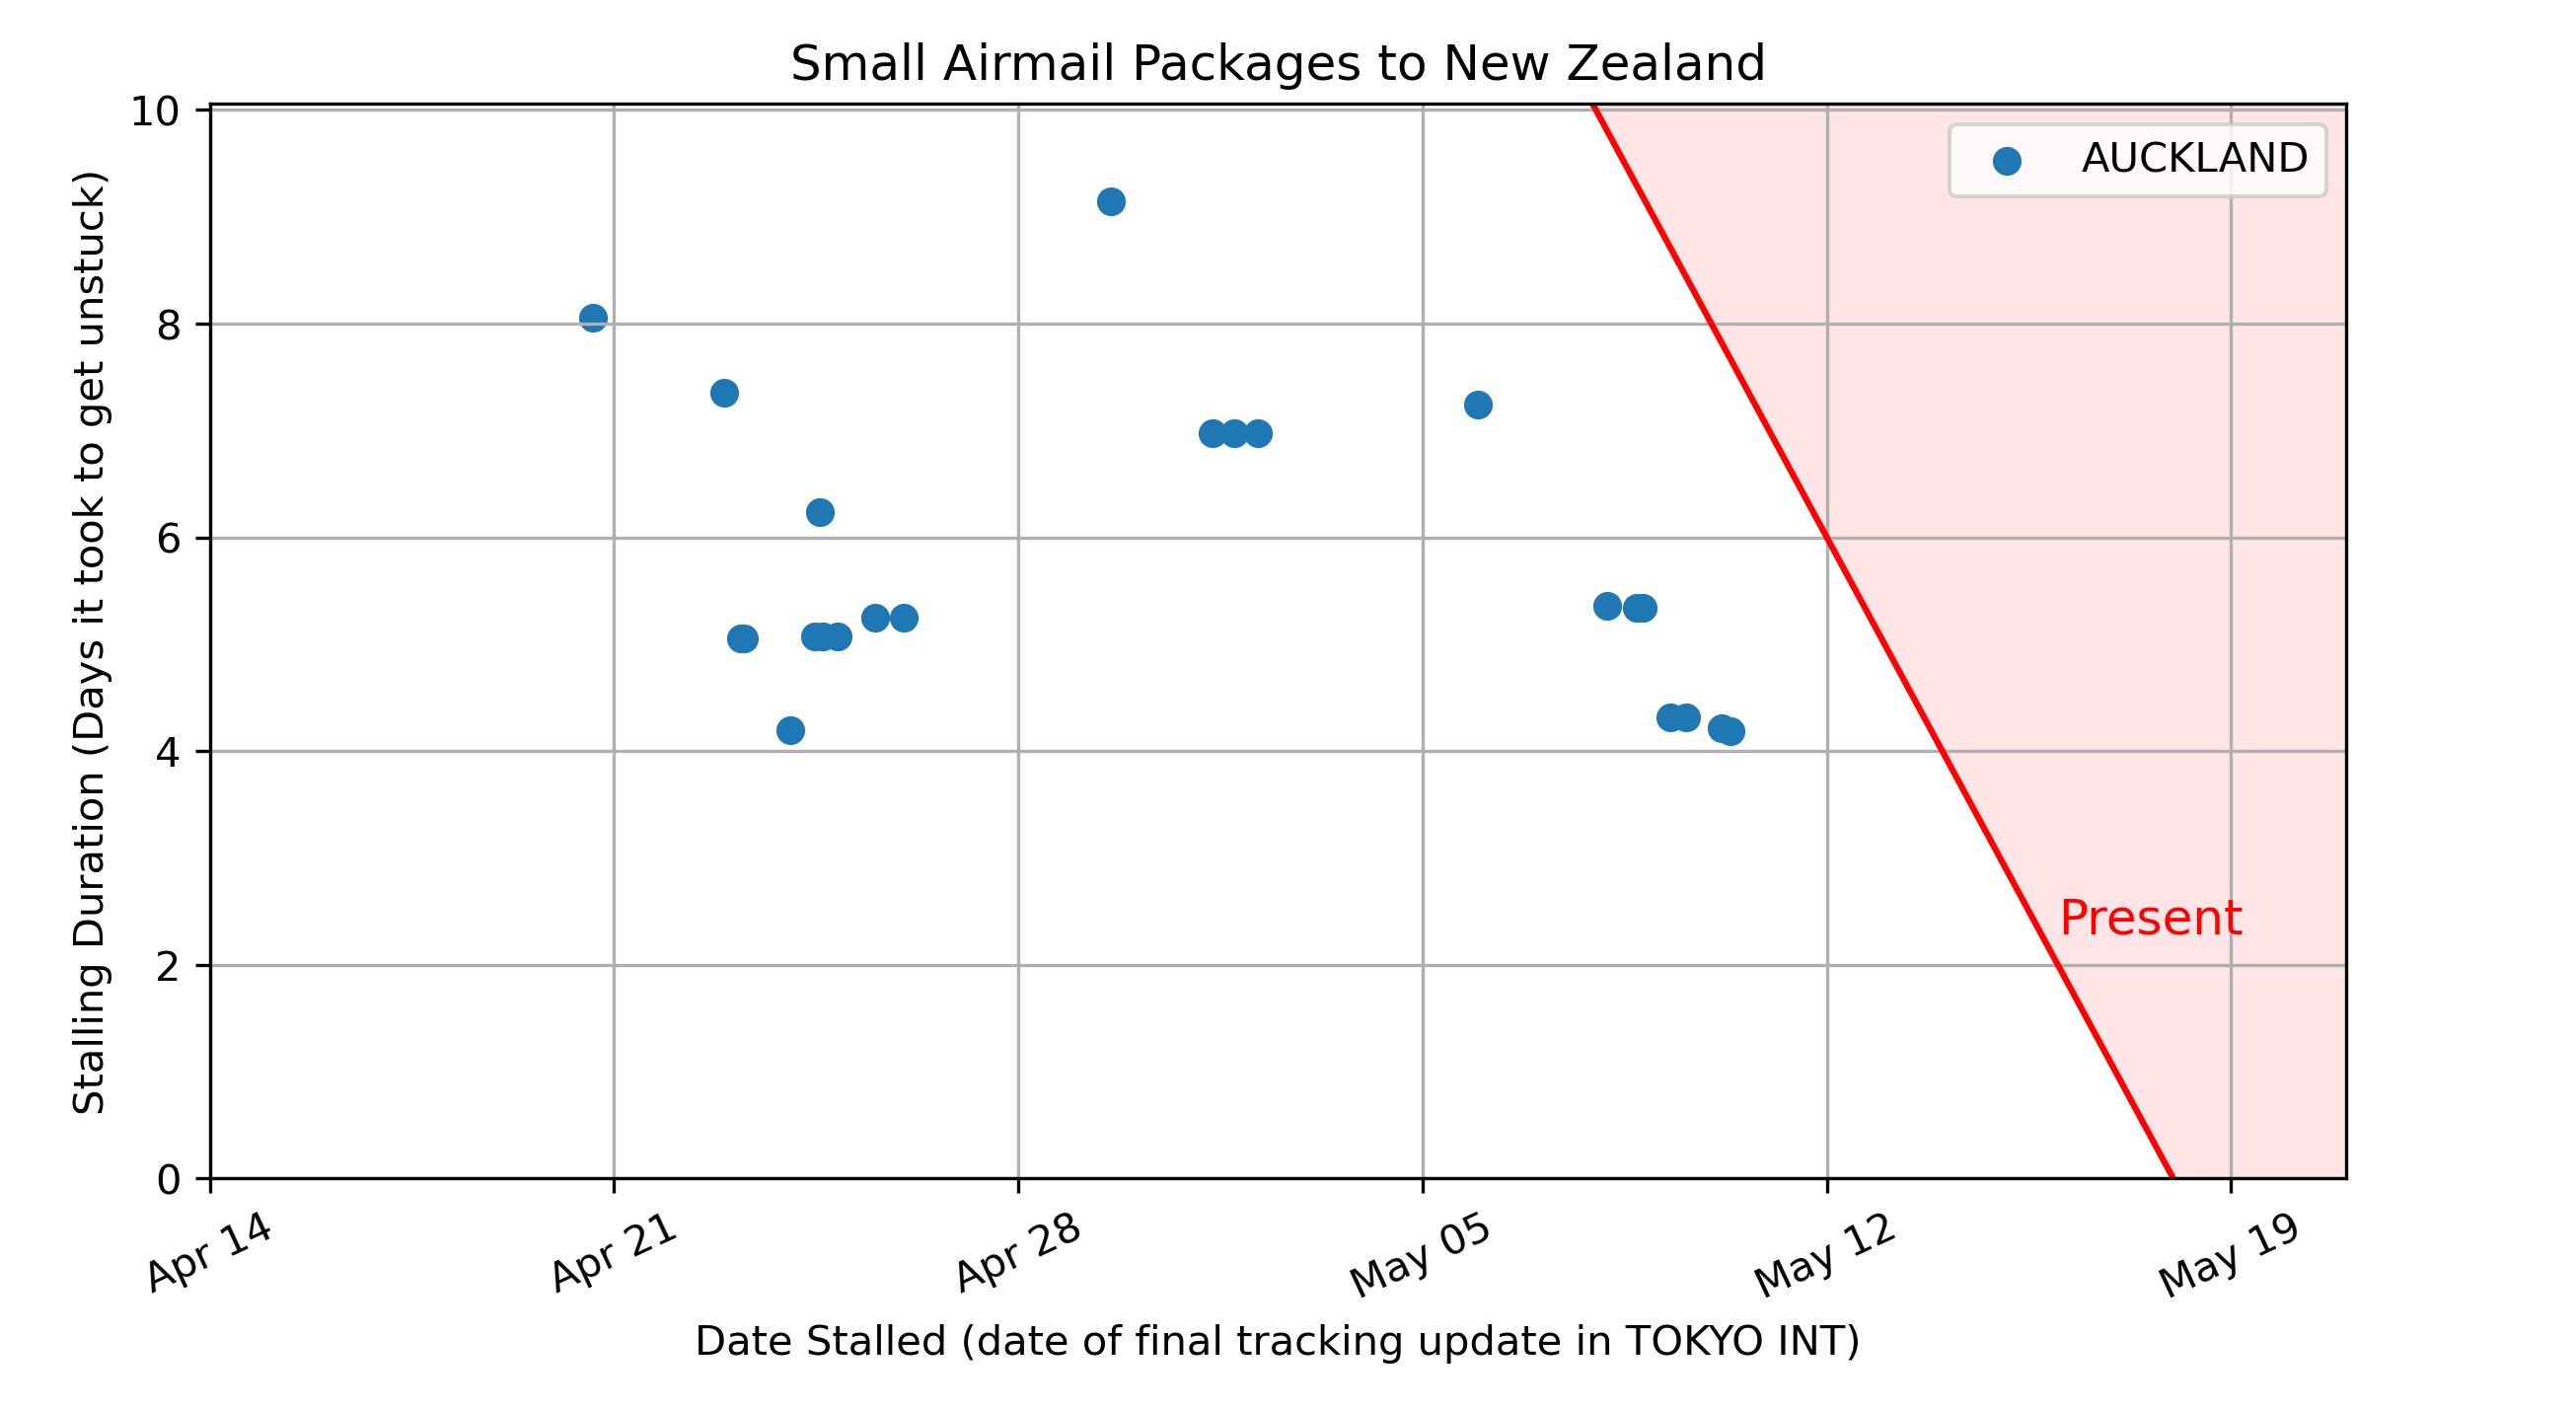 Small Airmail Packages to New Zealand
AUCKLAND
Stalling Duration (Days it took to get unstuck)
10
8
6
4
2
0
Present
Apr 14
Apr 21
Apr 28
May 05
May 12
May 19
Date Stalled (date of final tracking update in TOKYO INT)